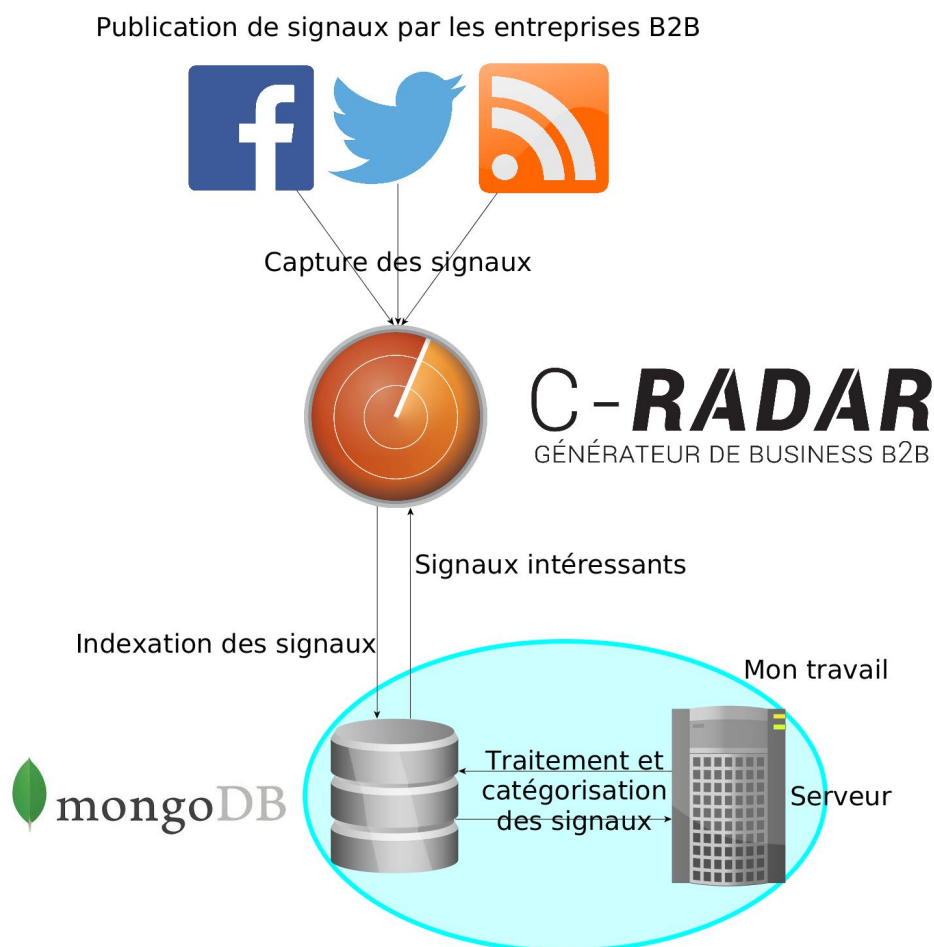 Publication de signaux par les entreprises B2B
Capture des signaux
C-RADAR
GÉNÉRATEUR DE BUSINESS B2B
Signaux intéressants
Indexation des signaux
Mon travail
Traitement et
catégorisation
des signaux
Serveur
mongoDB